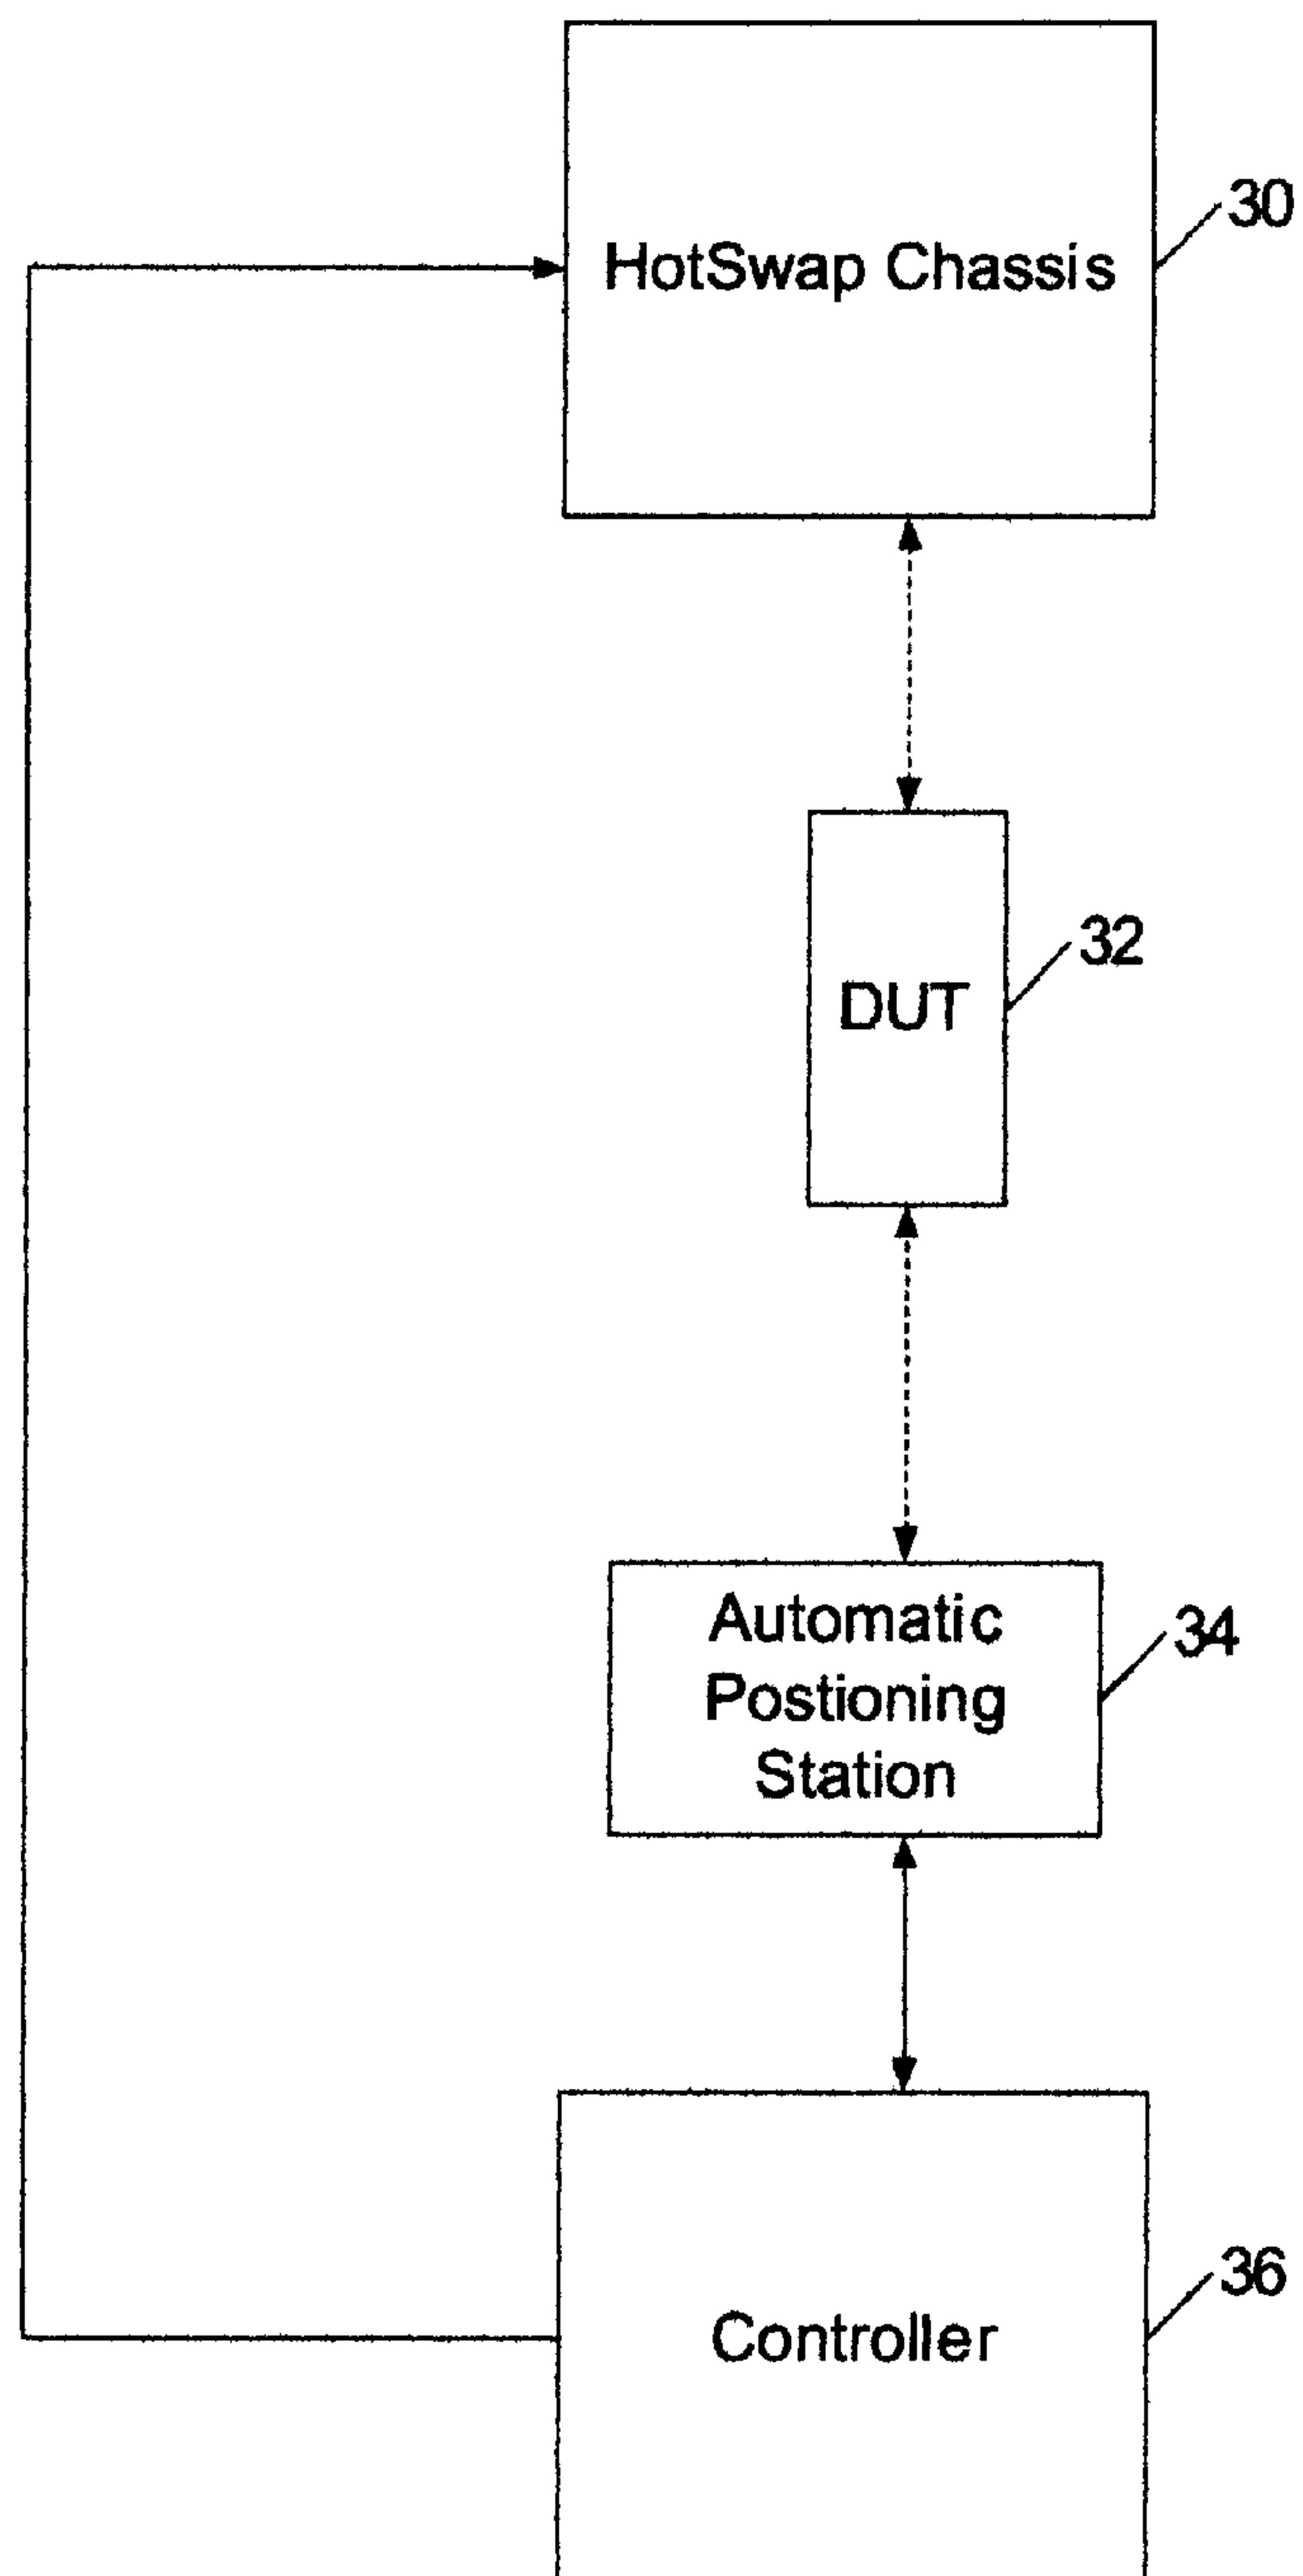 HotSwap Chassis
30
DUT
32
Automatic
Postioning
Station
34
Controller
36